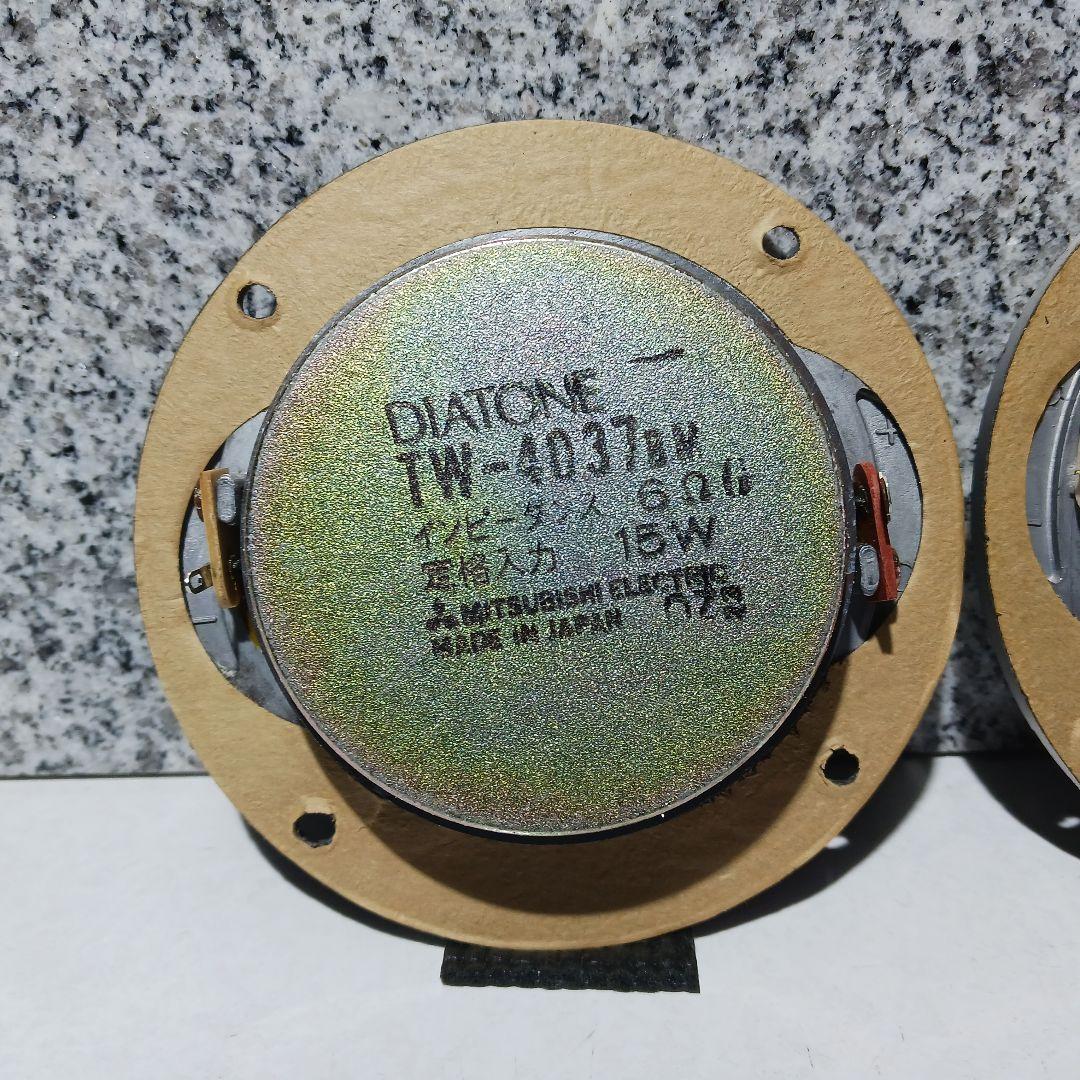 DIATONE
TW-4037BM
インピーダンス 6Ω
定格入力 15W
MITSUBISHI ELECTRIC
MADE IN JAPAN
+
-